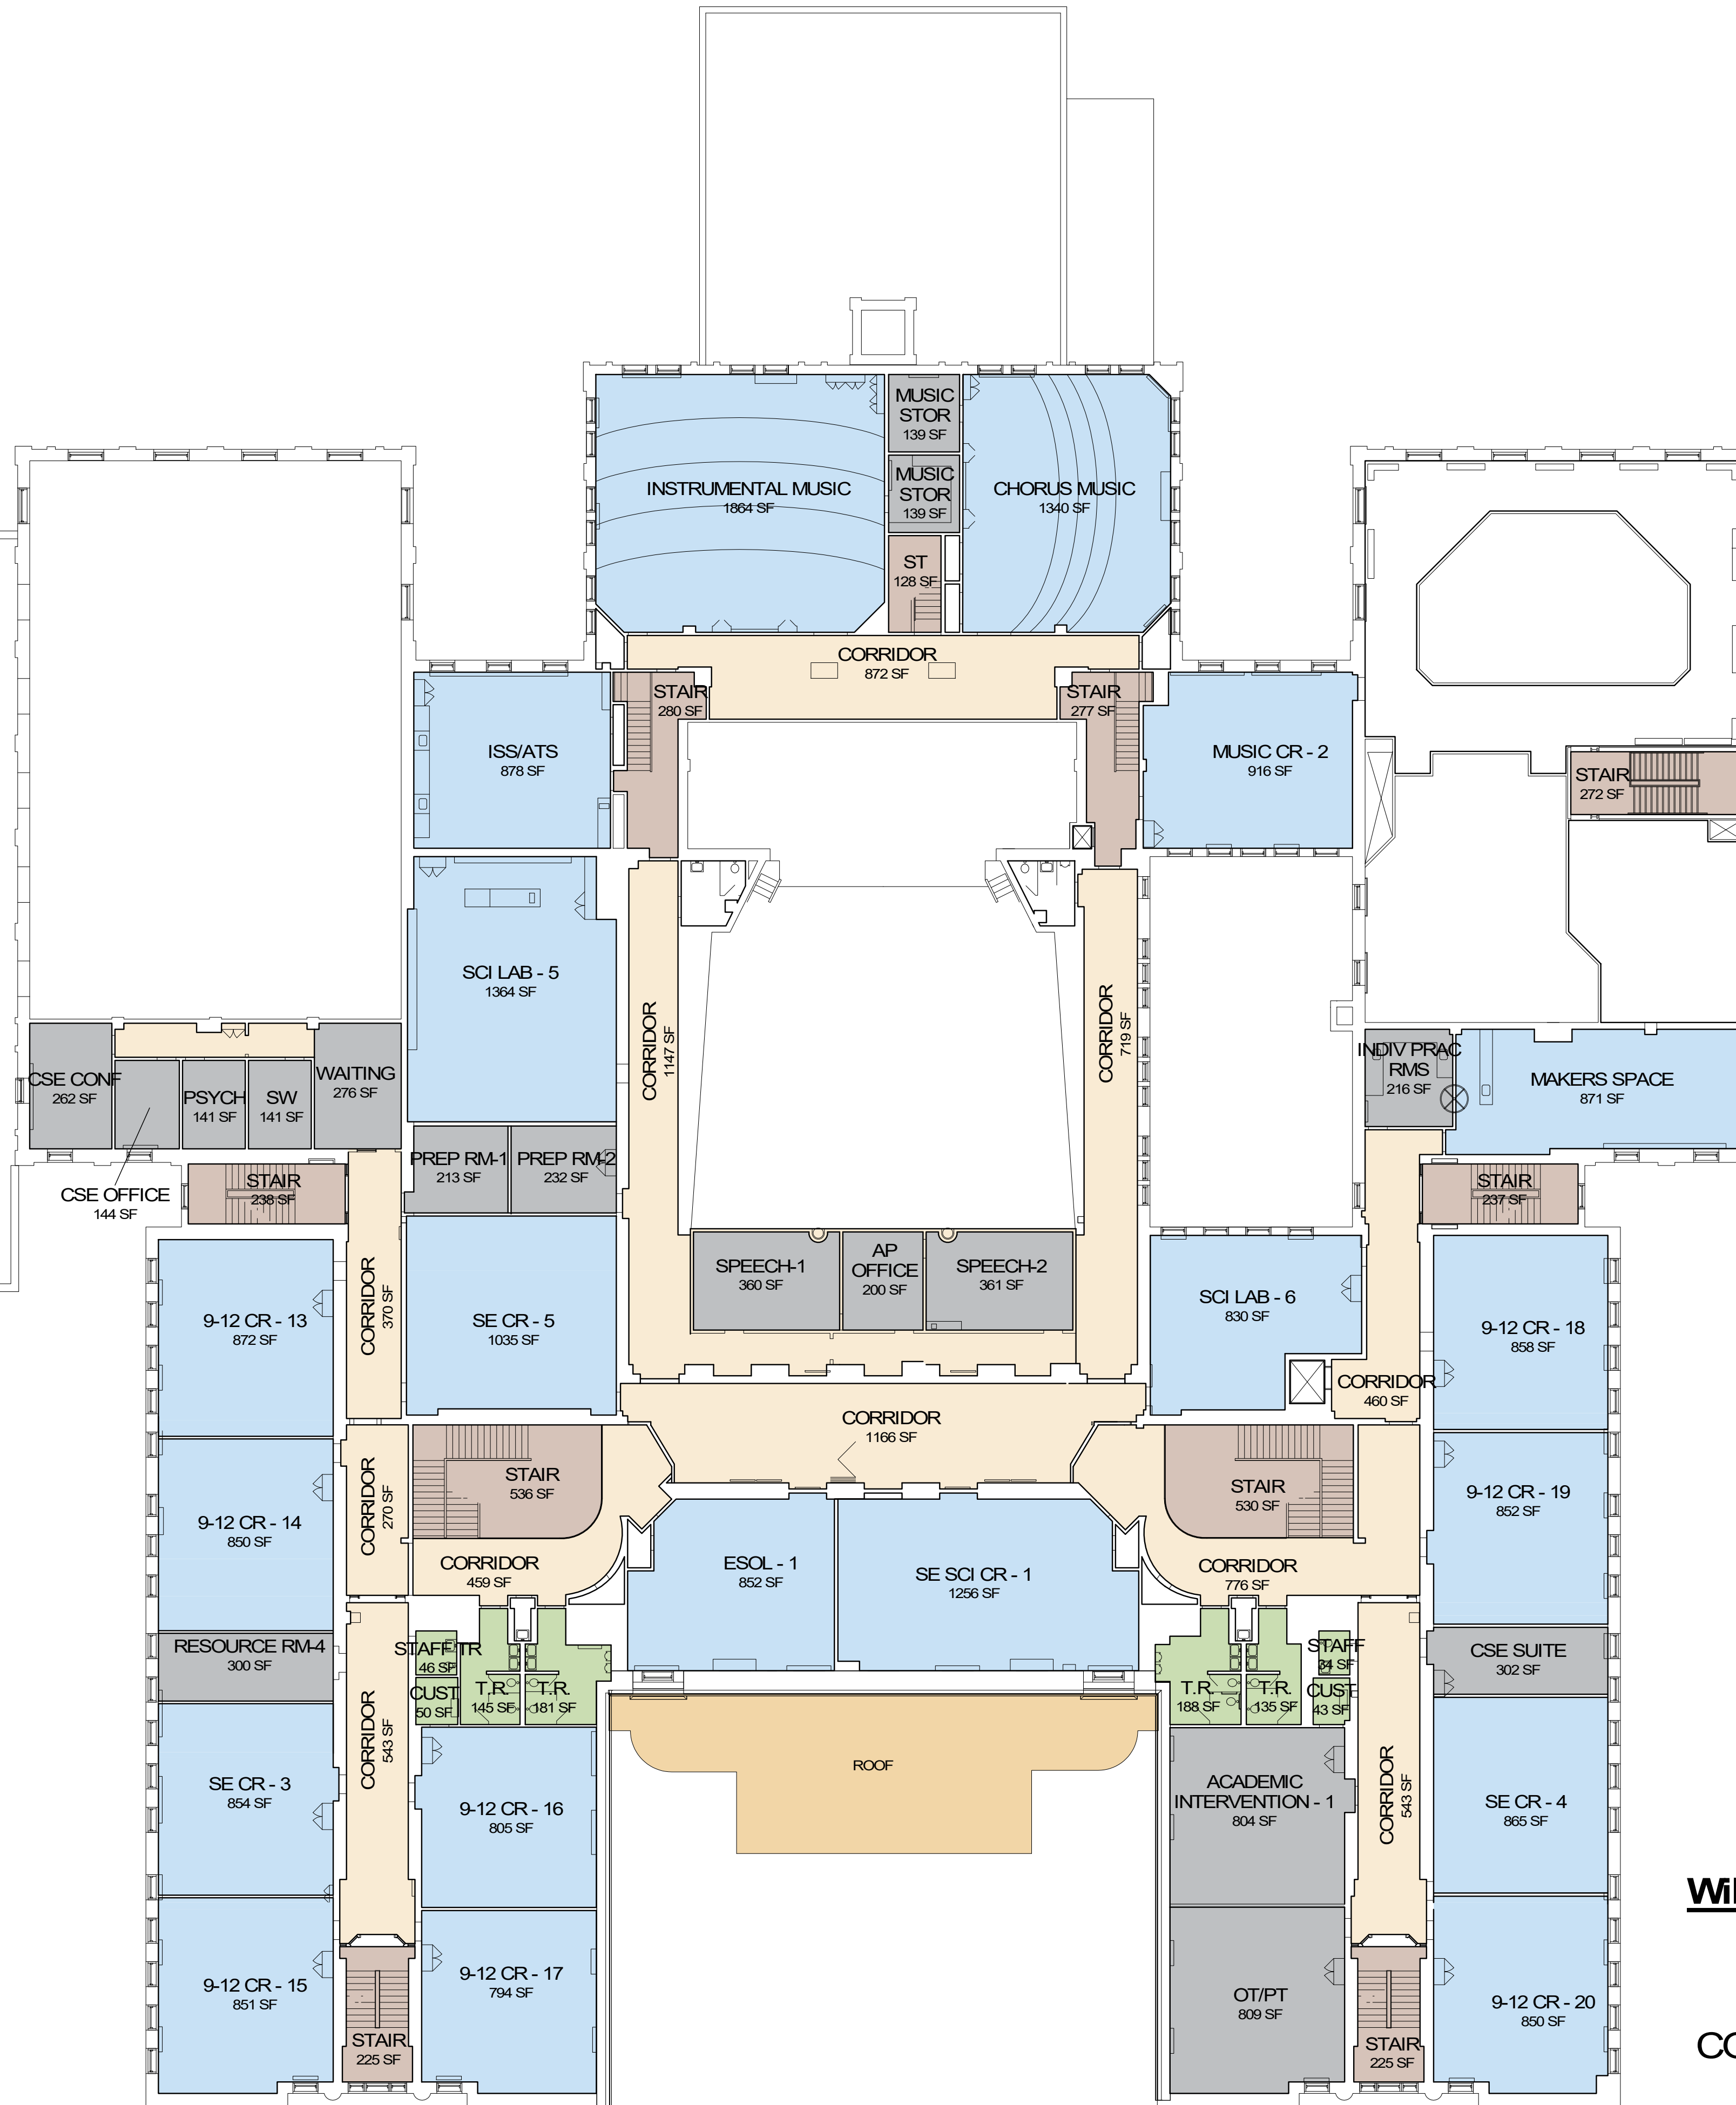 MUSIC
STOR
139 SF
INSTRUMENTAL MUSIC
1864 SF
MUSIC
STOR
139 SF
CHORUS MUSIC
1340 SF
ST
128 SF
CORRIDOR
872 SF
STAIR
280 SF
STAIR
277 SF
ISS/ATS
878 SF
MUSIC CR - 2
916 SF
STAIR
272 SF
SCI LAB - 5
1364 SF
CORRIDOR
1147 SF
CORRIDOR
719 SF
CSE CONF
262 SF
PSYCH
141 SF
SW
141 SF
WAITING
276 SF
INDIV PRAC
RMS
216 SF
MAKERS SPACE
871 SF
PREP RM-1
213 SF
PREP RM-2
232 SF
CSE OFFICE
144 SF
STAIR
238 SF
STAIR
237 SF
SPEECH-1
360 SF
AP
OFFICE
200 SF
SPEECH-2
361 SF
9-12 CR - 13
872 SF
CORRIDOR
370 SF
SE CR - 5
1035 SF
SCI LAB - 6
830 SF
9-12 CR - 18
858 SF
CORRIDOR
460 SF
CORRIDOR
1166 SF
9-12 CR - 14
850 SF
CORRIDOR
270 SF
STAIR
536 SF
STAIR
530 SF
9-12 CR - 19
852 SF
CORRIDOR
459 SF
ESOL - 1
852 SF
SE SCI CR - 1
1256 SF
CORRIDOR
776 SF
RESOURCE RM-4
300 SF
STAFF TR
46 SF
CUST
50 SF
T.R.
145 SF
T.R.
181 SF
T.R.
188 SF
T.R.
135 SF
STAFF
34 SF
CUST
43 SF
CSE SUITE
302 SF
CORRIDOR
543 SF
ROOF
SE CR - 3
854 SF
9-12 CR - 16
805 SF
ACADEMIC
INTERVENTION - 1
804 SF
CORRIDOR
543 SF
SE CR - 4
865 SF
Wil
9-12 CR - 15
851 SF
9-12 CR - 17
794 SF
OT/PT
809 SF
9-12 CR - 20
850 SF
STAIR
225 SF
STAIR
225 SF
CO